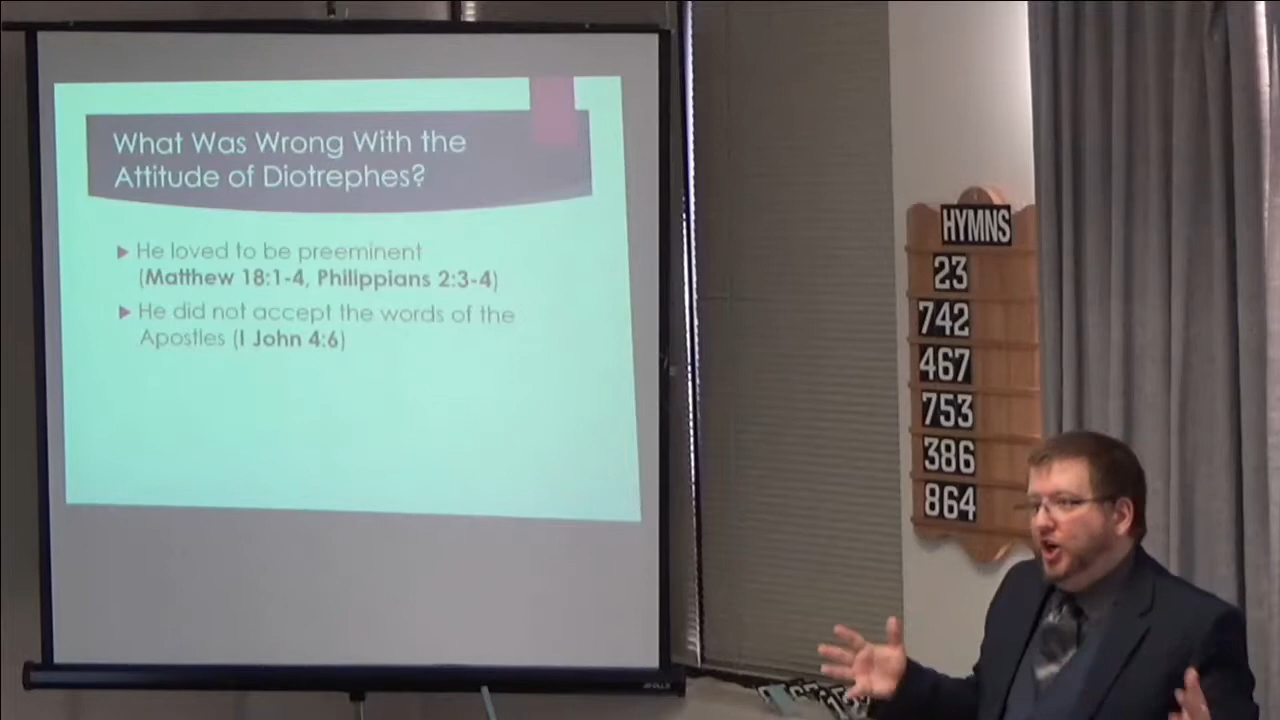 What Was Wrong With the
Attitude of Diotrephes?
He loved to be preeminent
(Matthew 18:1-4, Philippians 2:3-4)
He did not accept the words of the
Apostles (I John 4:6)
HYMNS
23
742
467
753
386
864